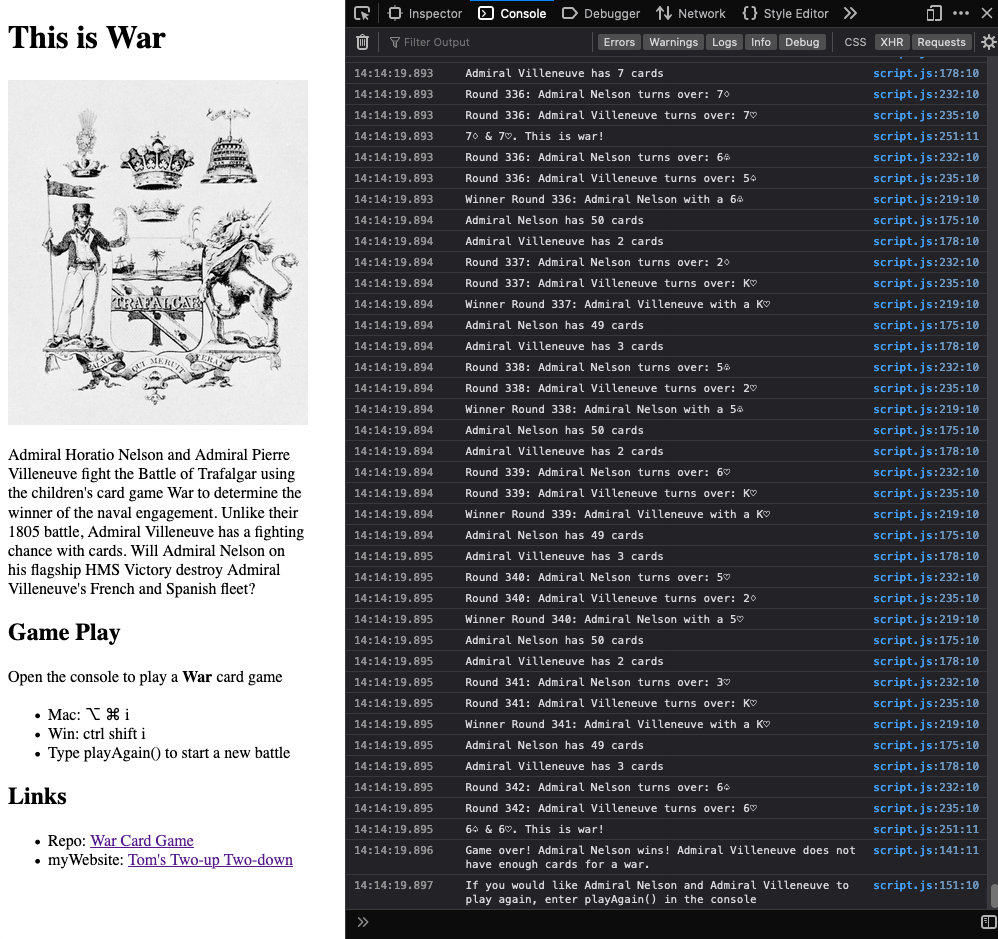 This is War
TRAFALGAR
PALMAM QUI MERUIT FERAT
Admiral Horatio Nelson and Admiral Pierre
Villeneuve fight the Battle of Trafalgar using
the children's card game War to determine the
winner of the naval engagement. Unlike their
1805 battle, Admiral Villeneuve has a fighting
chance with cards. Will Admiral Nelson on
his flagship HMS Victory destroy Admiral
Villeneuve's French and Spanish fleet?
Game Play
Open the console to play a War card game
• Mac: ⌥ ⌘ i
• Win: ctrl shift i
• Type playAgain() to start a new battle
Links
• Repo: War Card Game
• myWebsite: Tom's Two-up Two-down
Inspector Console Debugger Network {} Style Editor
Filter Output Errors Warnings Logs Info Debug CSS XHR Requests
14:14:19.893 Admiral Villeneuve has 7 cards script.js:178:10
14:14:19.893 Round 336: Admiral Nelson turns over: 7♢ script.js:232:10
14:14:19.893 Round 336: Admiral Villeneuve turns over: 7♡ script.js:235:10
14:14:19.893 7♢ & 7♡. This is war! script.js:251:11
14:14:19.893 Round 336: Admiral Nelson turns over: 6♧ script.js:232:10
14:14:19.893 Round 336: Admiral Villeneuve turns over: 5♤ script.js:235:10
14:14:19.893 Winner Round 336: Admiral Nelson with a 6♧ script.js:219:10
14:14:19.894 Admiral Nelson has 50 cards script.js:175:10
14:14:19.894 Admiral Villeneuve has 2 cards script.js:178:10
14:14:19.894 Round 337: Admiral Nelson turns over: 2♢ script.js:232:10
14:14:19.894 Round 337: Admiral Villeneuve turns over: K♡ script.js:235:10
14:14:19.894 Winner Round 337: Admiral Villeneuve with a K♡ script.js:219:10
14:14:19.894 Admiral Nelson has 49 cards script.js:175:10
14:14:19.894 Admiral Villeneuve has 3 cards script.js:178:10
14:14:19.894 Round 338: Admiral Nelson turns over: 5♧ script.js:232:10
14:14:19.894 Round 338: Admiral Villeneuve turns over: 2♡ script.js:235:10
14:14:19.894 Winner Round 338: Admiral Nelson with a 5♧ script.js:219:10
14:14:19.894 Admiral Nelson has 50 cards script.js:175:10
14:14:19.894 Admiral Villeneuve has 2 cards script.js:178:10
14:14:19.894 Round 339: Admiral Nelson turns over: 6♡ script.js:232:10
14:14:19.894 Round 339: Admiral Villeneuve turns over: K♡ script.js:235:10
14:14:19.894 Winner Round 339: Admiral Villeneuve with a K♡ script.js:219:10
14:14:19.894 Admiral Nelson has 49 cards script.js:175:10
14:14:19.895 Admiral Villeneuve has 3 cards script.js:178:10
14:14:19.895 Round 340: Admiral Nelson turns over: 5♡ script.js:232:10
14:14:19.895 Round 340: Admiral Villeneuve turns over: 2♢ script.js:235:10
14:14:19.895 Winner Round 340: Admiral Nelson with a 5♡ script.js:219:10
14:14:19.895 Admiral Nelson has 50 cards script.js:175:10
14:14:19.895 Admiral Villeneuve has 2 cards script.js:178:10
14:14:19.895 Round 341: Admiral Nelson turns over: 3♡ script.js:232:10
14:14:19.895 Round 341: Admiral Villeneuve turns over: K♡ script.js:235:10
14:14:19.895 Winner Round 341: Admiral Villeneuve with a K♡ script.js:219:10
14:14:19.895 Admiral Nelson has 49 cards script.js:175:10
14:14:19.895 Admiral Villeneuve has 3 cards script.js:178:10
14:14:19.895 Round 342: Admiral Nelson turns over: 6♤ script.js:232:10
14:14:19.895 Round 342: Admiral Villeneuve turns over: 6♡ script.js:235:10
14:14:19.895 6♤ & 6♡. This is war! script.js:251:11
14:14:19.896 Game over! Admiral Nelson wins! Admiral Villeneuve does not script.js:141:11
have enough cards for a war.
14:14:19.897 If you would like Admiral Nelson and Admiral Villeneuve to script.js:151:10
play again, enter playAgain() in the console